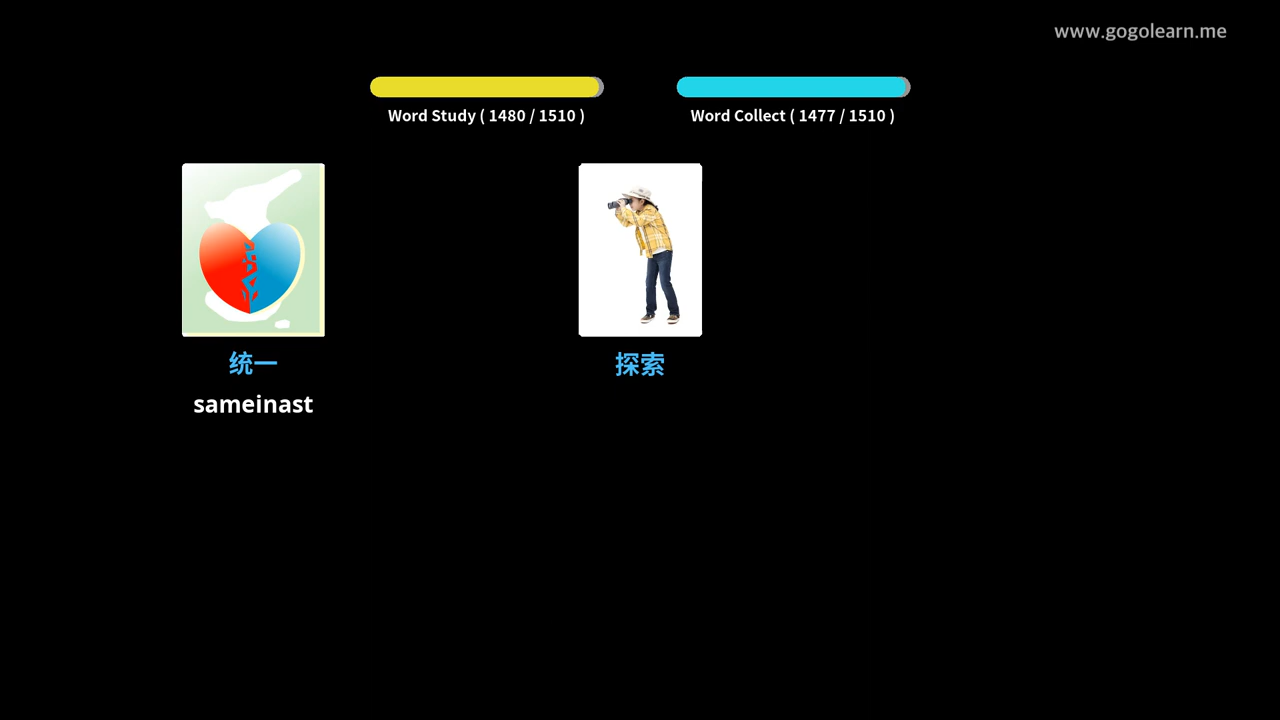 www.gogolearn.me
Word Study ( 1480 / 1510 )
Word Collect ( 1477 / 1510 )
统一
探索
sameinast